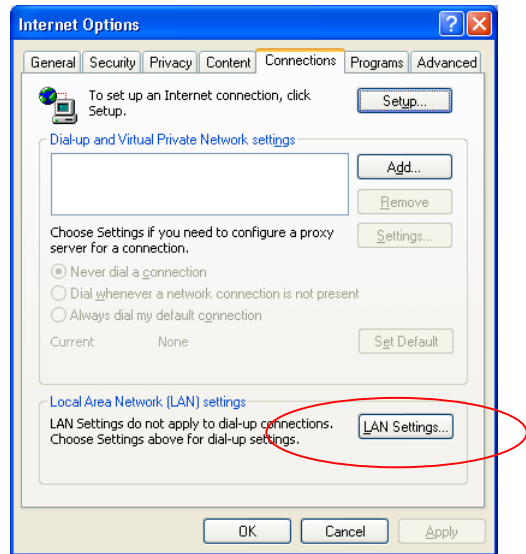 Internet Options
General Security Privacy Content Connections Programs Advanced
To set up an Internet connection, click
Setup.
Setup...
Dial-up and Virtual Private Network settings
Add...
Remove
Choose Settings if you need to configure a proxy
server for a connection.
Settings...
Never dial a connection
Dial whenever a network connection is not present
Always dial my default connection
Current None
Set Default
Local Area Network (LAN) settings
LAN Settings do not apply to dial-up connections.
Choose Settings above for dial-up settings.
LAN Settings...
OK Cancel Apply